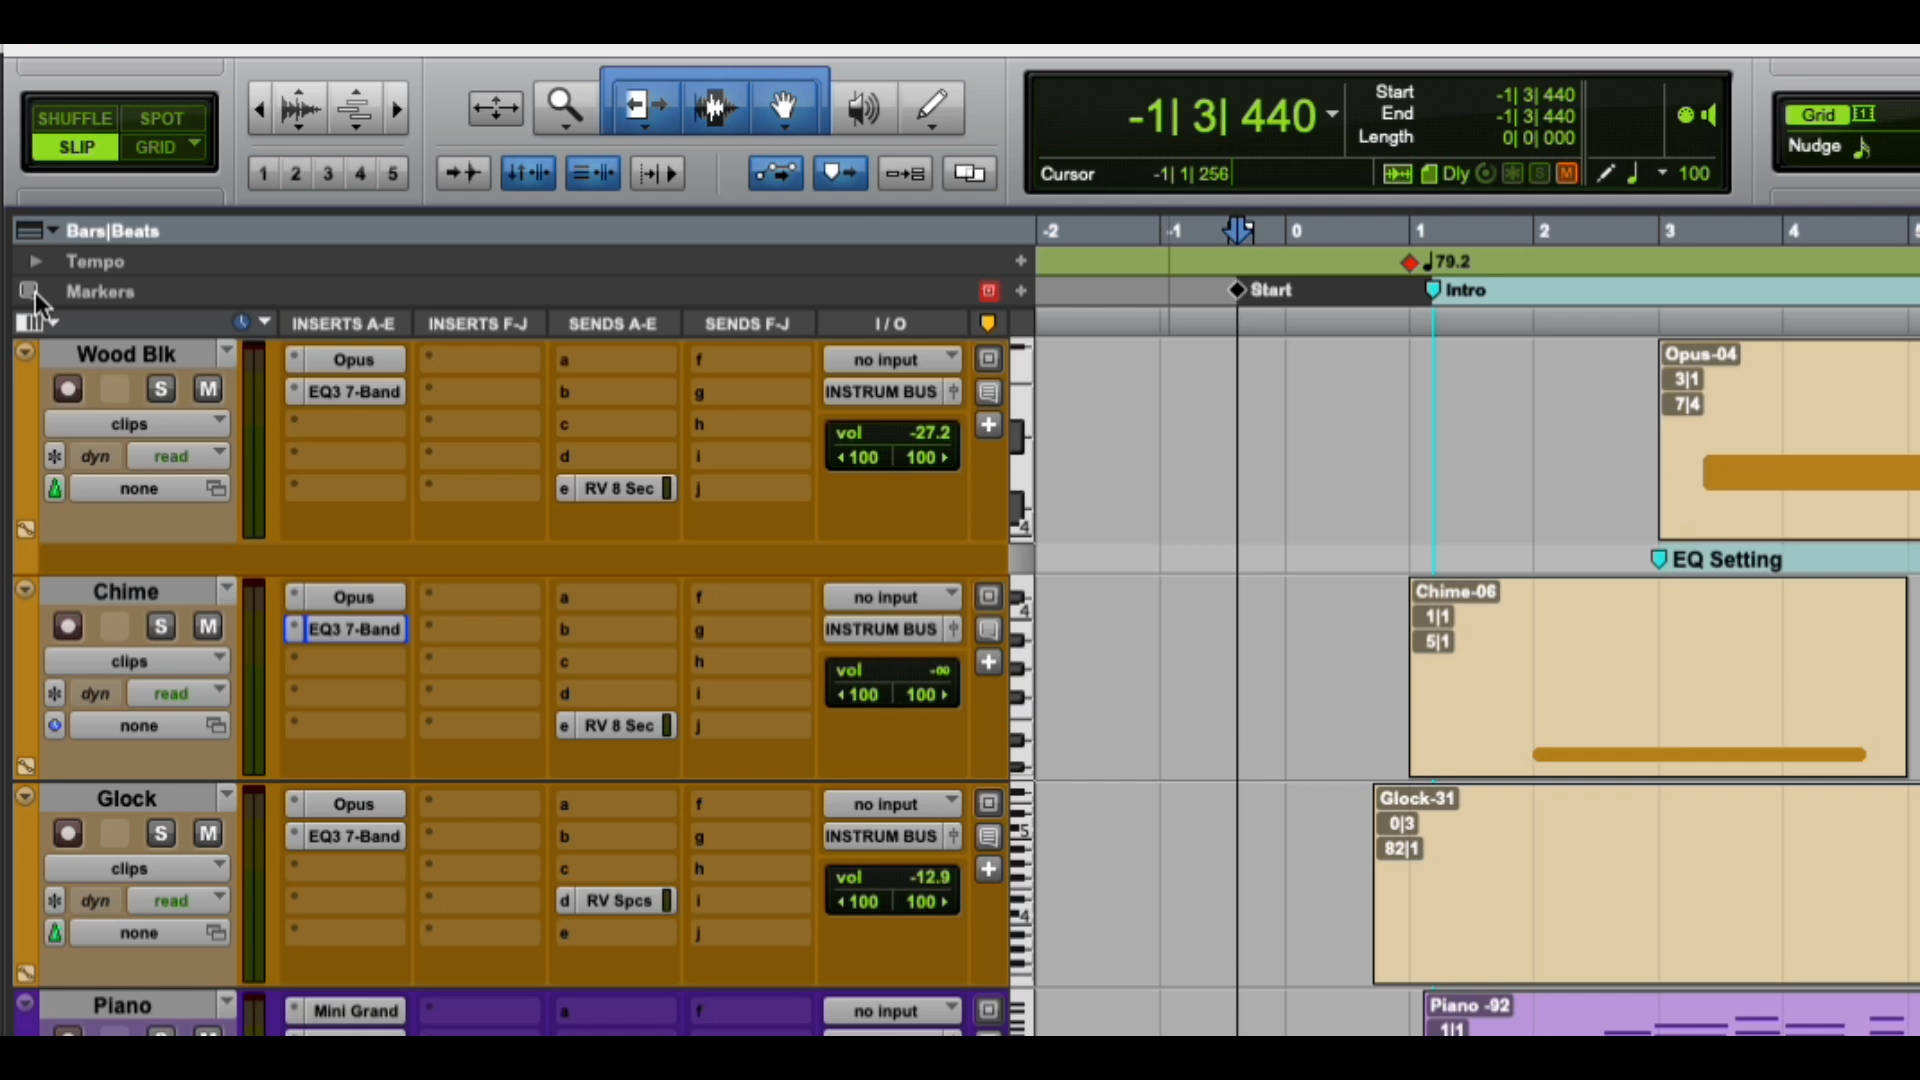 SHUFFLE SPOT
SLIP GRID
1 2 3 4 5
-1| 3| 440
Start -1| 3| 440
End -1| 3| 440
Length 0| 0| 000
Cursor -1| 1| 256
Dly S M 100
Grid
Nudge
Bars|Beats
-2 -1 0 1 2 3 4
Tempo
79.2
Markers
Start
Intro
INSERTS A-E INSERTS F-J SENDS A-E SENDS F-J I / O
Wood Blk
S M
clips
dyn read
none
Opus
EQ3 7-Band
a
b
c
d
e RV 8 Sec
f
g
h
i
j
no input
INSTRUM BUS
vol -27.2
100 100
4
Opus-04
3|1
7|4
EQ Setting
Chime
S M
clips
dyn read
none
Opus
EQ3 7-Band
a
b
c
d
e RV 8 Sec
f
g
h
i
j
no input
INSTRUM BUS
vol -∞
100 100
4
Chime-06
1|1
5|1
Glock
S M
clips
dyn read
none
Opus
EQ3 7-Band
a
b
c
d RV Spcs
e
f
g
h
i
j
no input
INSTRUM BUS
vol -12.9
100 100
5
4
Glock-31
0|3
82|1
Piano
Mini Grand
a
f
no input
Piano -92
1|1